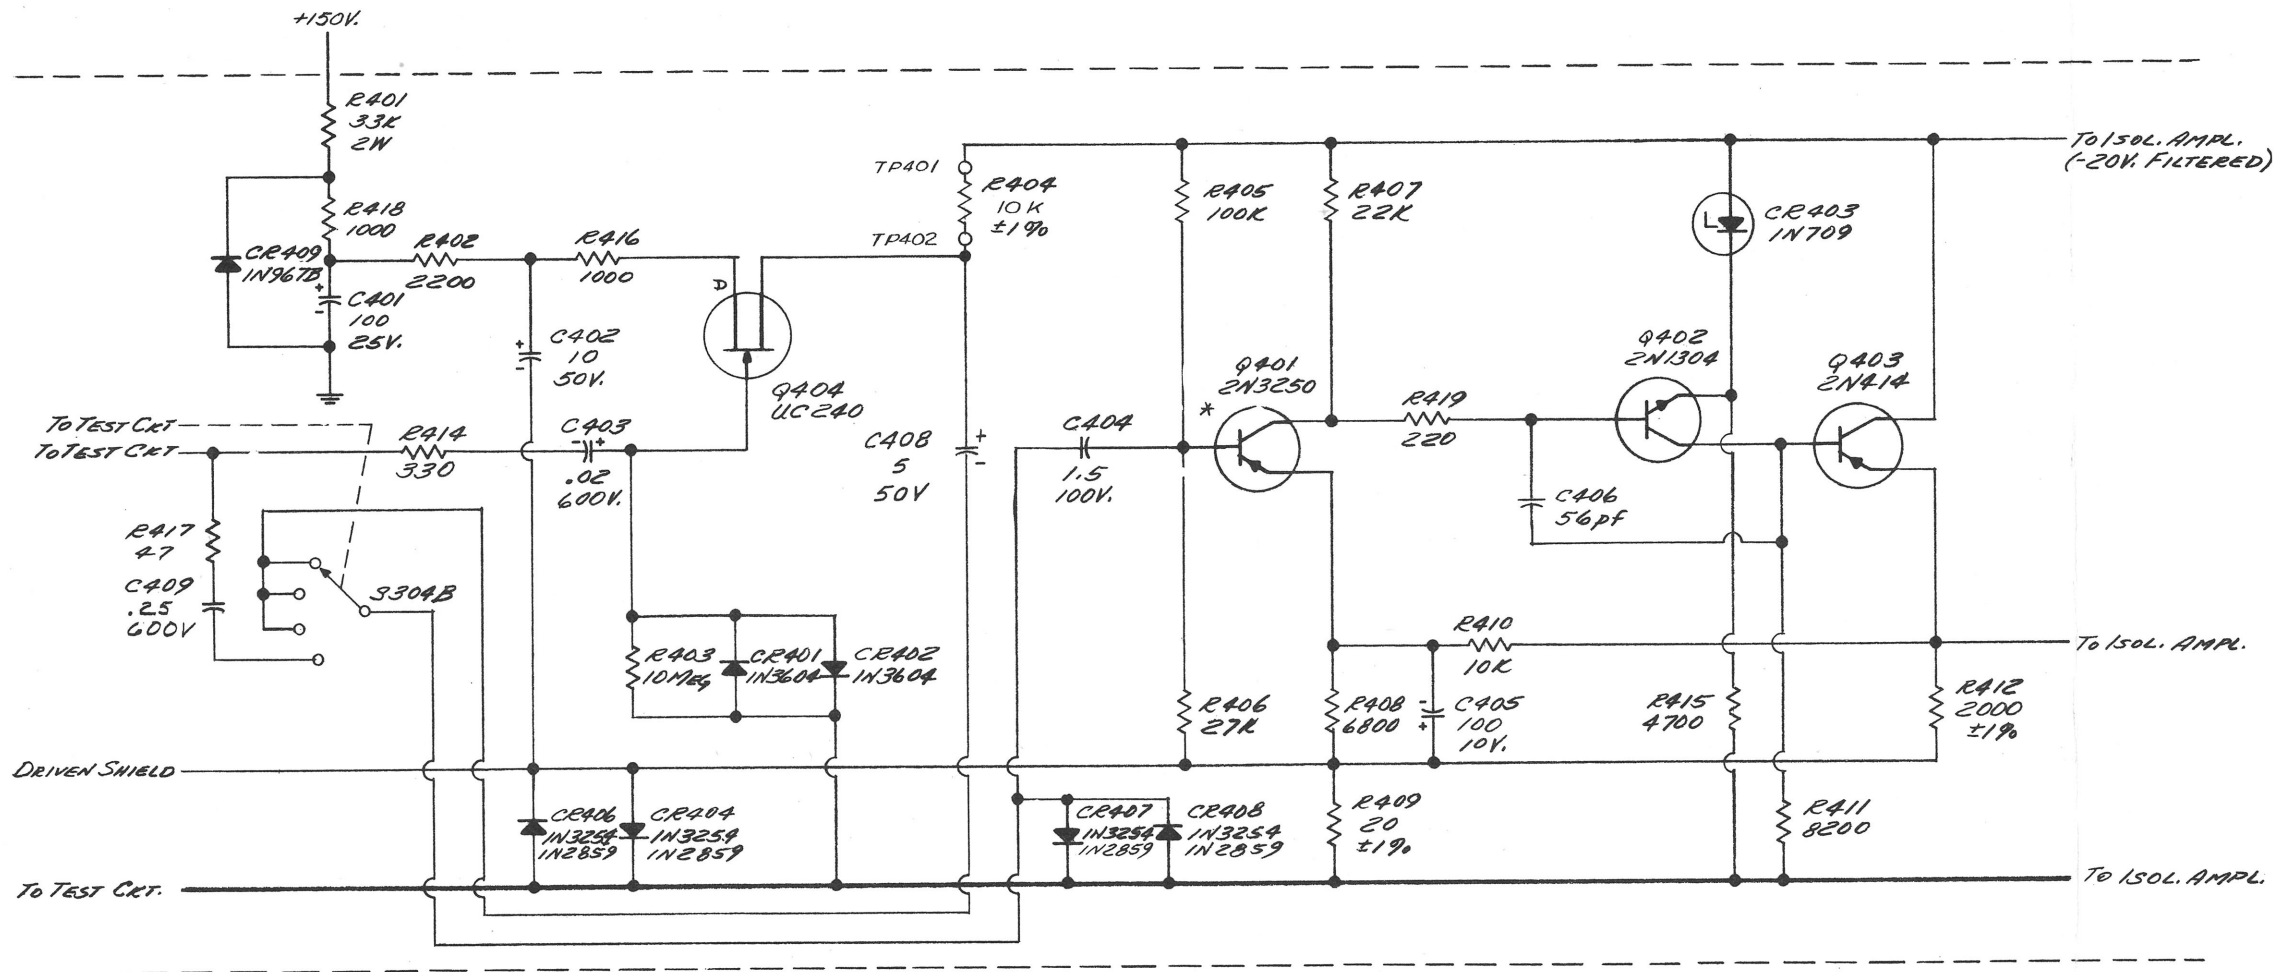 +150V.
R401
33K
2W
R418
1000
CR409
1N967B
+
C401
-
100
25V.
R402
2200
+
C402
-
10
50V.
R416
1000
D
Q404
UC240
TP401
R404
10K
±1%
TP402
C408
5
50V
+
-
R405
100K
R407
22K
L
CR403
1N709
TO ISOL. AMPL.
(-20V. FILTERED)
TO TEST CKT
TO TEST CKT
R414
330
C403
- +
.02
600V.
C404
1.5
100V.
*
Q401
2N3250
R419
220
Q402
2N1304
Q403
2N414
C406
56pf
R417
47
C409
.25
600V
S304B
R403
10MEG
CR401
1N3604
CR402
1N3604
R406
27K
R408
6800
R410
10K
-
C405
+
100
10V.
R415
4700
R412
2000
±1%
TO ISOL. AMPL.
DRIVEN SHIELD
CR406
1N3254
1N2859
CR404
1N3254
1N2859
CR407
1N3254
1N2859
CR408
1N3254
1N2859
R409
20
±1%
R411
8200
TO TEST CKT.
TO ISOL. AMPL.